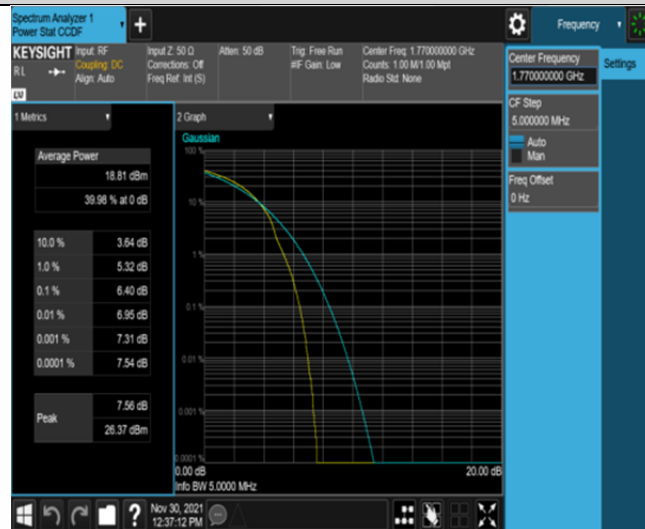 Spectrum Analyzer 1
Power Stat CCDF
Frequency
KEYSIGHT
RL
LXI
Input: RF
Coupling: DC
Align: Auto
Input Z: 50 Ω
Corrections: Off
Freq Ref: Int (S)
Atten: 50 dB
Trig: Free Run
#IF Gain: Low
Center Freq: 1.770000000 GHz
Counts: 1.00 M/1.00 Mpt
Radio Std: None
Center Frequency
1.770000000 GHz
Settings
CF Step
5.000000 MHz
Auto
Man
Freq Offset
0 Hz
1 Metrics
Average Power
18.81 dBm
39.98 % at 0 dB
10.0 % 3.64 dB
1.0 % 5.32 dB
0.1 % 6.40 dB
0.01 % 6.95 dB
0.001 % 7.31 dB
0.0001 % 7.54 dB
Peak
7.56 dB
26.37 dBm
2 Graph
Gaussian
100 %
10 %
1 %
0.1 %
0.01 %
0.001 %
0.0001 %
0.00 dB 20.00 dB
Info BW 5.0000 MHz
Nov 30, 2021
12:37:12 PM